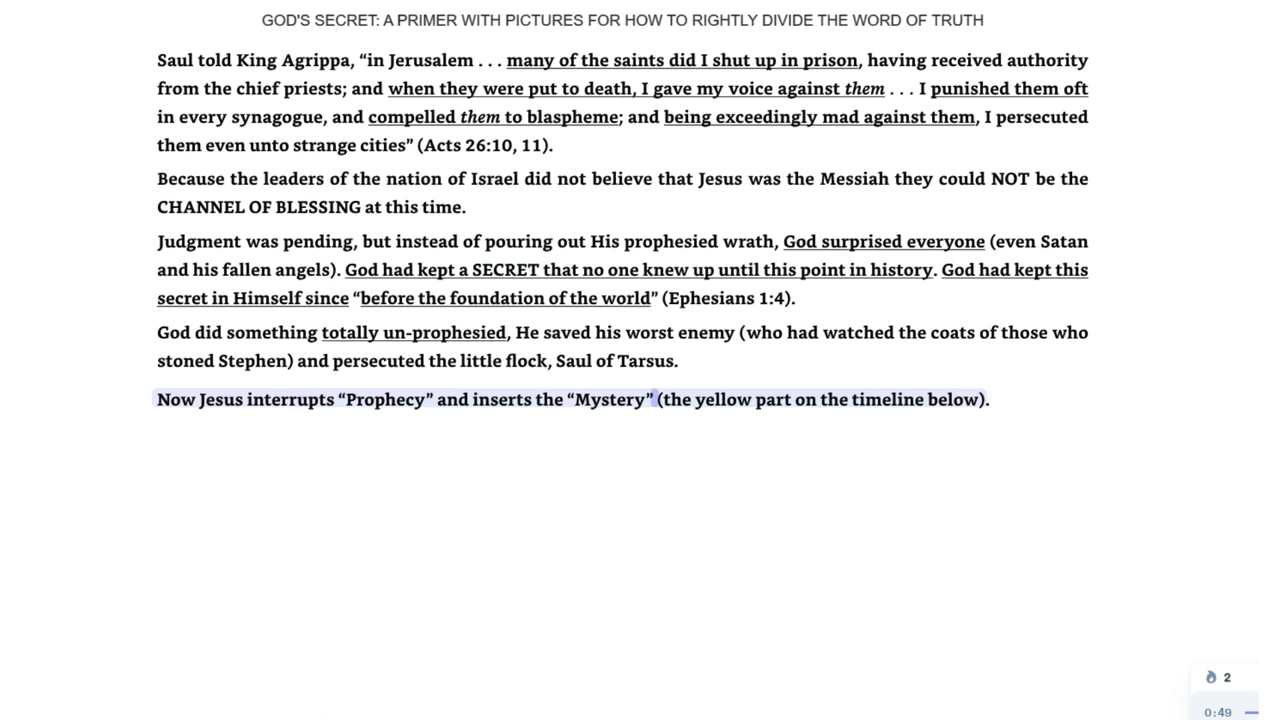 GOD'S SECRET: A PRIMER WITH PICTURES FOR HOW TO RIGHTLY DIVIDE THE WORD OF TRUTH
Saul told King Agrippa, “in Jerusalem . . . many of the saints did I shut up in prison, having received authority
from the chief priests; and when they were put to death, I gave my voice against them . . . I punished them oft
in every synagogue, and compelled them to blaspheme; and being exceedingly mad against them, I persecuted
them even unto strange cities” (Acts 26:10, 11).
Because the leaders of the nation of Israel did not believe that Jesus was the Messiah they could NOT be the
CHANNEL OF BLESSING at this time.
Judgment was pending, but instead of pouring out His prophesied wrath, God surprised everyone (even Satan
and his fallen angels). God had kept a SECRET that no one knew up until this point in history. God had kept this
secret in Himself since “before the foundation of the world” (Ephesians 1:4).
God did something totally un-prophesied, He saved his worst enemy (who had watched the coats of those who
stoned Stephen) and persecuted the little flock, Saul of Tarsus.
Now Jesus interrupts “Prophecy” and inserts the “Mystery” (the yellow part on the timeline below).
2
0:49